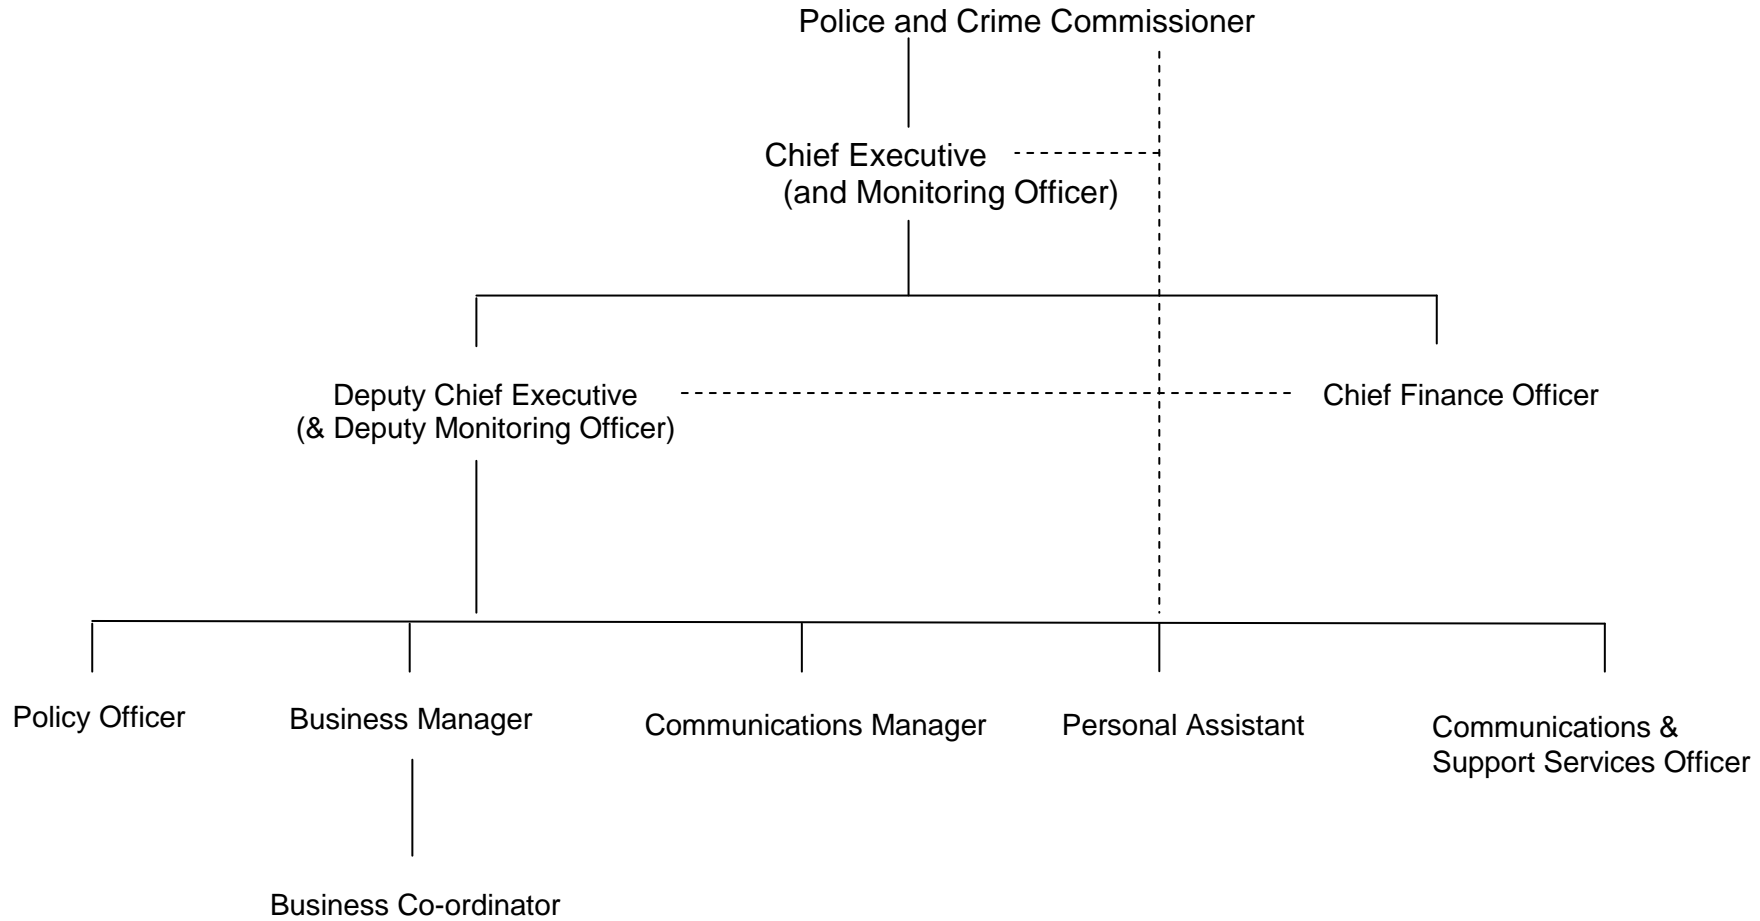 Police and Crime Commissioner
Chief Executive
(and Monitoring Officer)
Deputy Chief Executive
(& Deputy Monitoring Officer)
Chief Finance Officer
Policy Officer
Business Manager
Communications Manager
Personal Assistant
Communications &
Support Services Officer
Business Co-ordinator